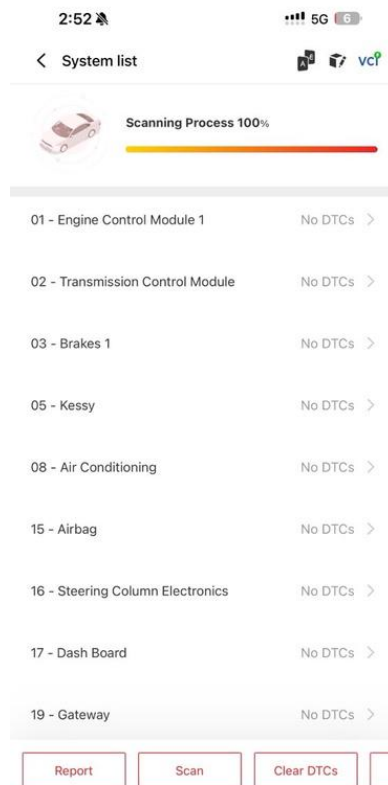 2:52 5G 6
System list VCI
Scanning Process 100%
01 - Engine Control Module 1 No DTCs
02 - Transmission Control Module No DTCs
03 - Brakes 1 No DTCs
05 - Kessy No DTCs
08 - Air Conditioning No DTCs
15 - Airbag No DTCs
16 - Steering Column Electronics No DTCs
17 - Dash Board No DTCs
19 - Gateway No DTCs
Report Scan Clear DTCs